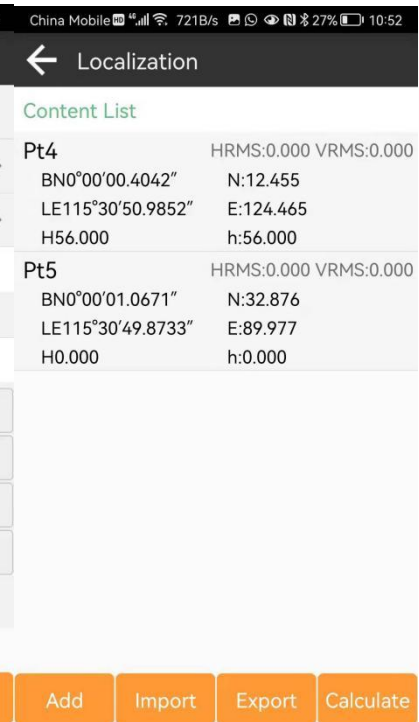 China Mobile HD 4G 721B/s 27% 10:52
Localization
Content List
Pt4 HRMS:0.000 VRMS:0.000
BN0°00′00.4042″ N:12.455
LE115°30′50.9852″ E:124.465
H56.000 h:56.000
Pt5 HRMS:0.000 VRMS:0.000
BN0°00′01.0671″ N:32.876
LE115°30′49.8733″ E:89.977
H0.000 h:0.000
Add Import Export Calculate